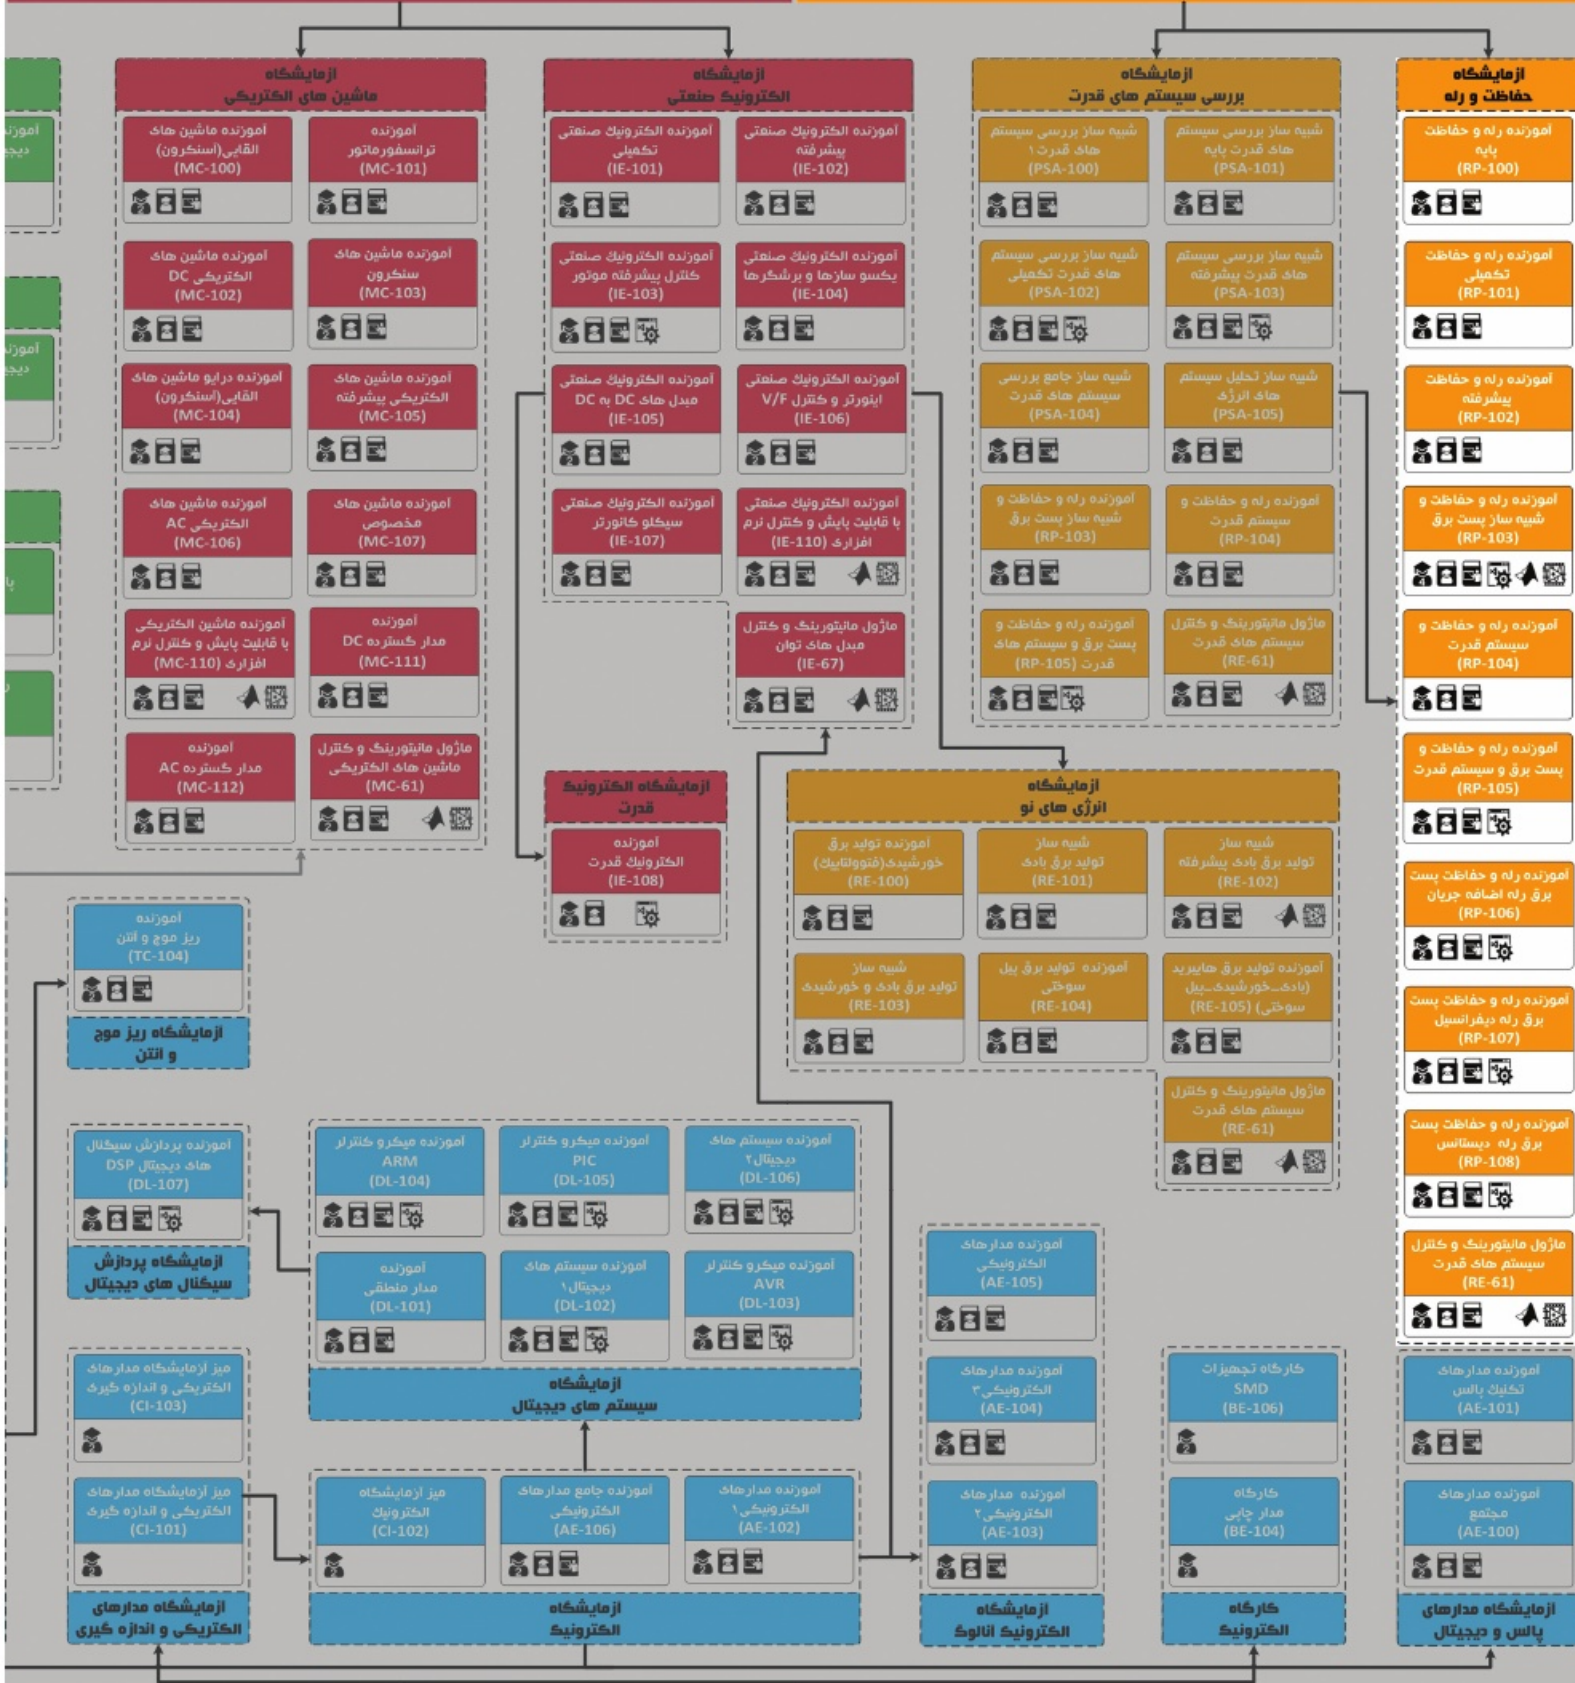 آزمایشگاه
ماشین های الکتریکی
آموزنده ماشین های
القایی(آسنکرون)
(MC-100)
آموزنده
ترانسفورماتور
(MC-101)
آموزنده ماشین های
الکتریکی DC
(MC-102)
آموزنده ماشین های
سنکرون
(MC-103)
آموزنده درایو ماشین های
القایی(آسنکرون)
(MC-104)
آموزنده ماشین های
الکتریکی پیشرفته
(MC-105)
آموزنده ماشین های
الکتریکی AC
(MC-106)
آموزنده ماشین های
مخصوص
(MC-107)
آموزنده ماشین الکتریکی
با قابلیت پایش و کنترل نرم
افزاری (MC-110)
آموزنده
مدار گسترده DC
(MC-111)
آموزنده
مدار گسترده AC
(MC-112)
ماژول مانیتورینگ و کنترل
ماشین های الکتریکی
(MC-61)
آزمایشگاه
الکترونیک صنعتی
آموزنده الکترونیک صنعتی
تکمیلی
(IE-101)
آموزنده الکترونیک صنعتی
پیشرفته
(IE-102)
آموزنده الکترونیک صنعتی
کنترل پیشرفته موتور
(IE-103)
آموزنده الکترونیک صنعتی
یکسو سازها و برشگرها
(IE-104)
آموزنده الکترونیک صنعتی
مبدل های DC به DC
(IE-105)
آموزنده الکترونیک صنعتی
اینورتر و کنترل V/F
(IE-106)
آموزنده الکترونیک صنعتی
سیکلو کانورتر
(IE-107)
آموزنده الکترونیک صنعتی
با قابلیت پایش و کنترل نرم
افزاری (IE-110)
ماژول مانیتورینگ و کنترل
مبدل های توان
(IE-67)
آزمایشگاه الکترونیک
قدرت
آموزنده
الکترونیک قدرت
(IE-108)
آزمایشگاه
بررسی سیستم های قدرت
شبیه ساز بررسی سیستم
های قدرت ۱
(PSA-100)
شبیه ساز بررسی سیستم
های قدرت پایه
(PSA-101)
شبیه ساز بررسی سیستم
های قدرت تکمیلی
(PSA-102)
شبیه ساز بررسی سیستم
های قدرت پیشرفته
(PSA-103)
شبیه ساز جامع بررسی
سیستم های قدرت
(PSA-104)
شبیه ساز تحلیل سیستم
های انرژی
(PSA-105)
آموزنده رله و حفاظت و
شبیه ساز پست برق
(RP-103)
آموزنده رله و حفاظت و
سیستم قدرت
(RP-104)
آموزنده رله و حفاظت و
پست برق و سیستم های
قدرت (RP-105)
ماژول مانیتورینگ و کنترل
سیستم های قدرت
(RE-61)
آزمایشگاه
انرژی های نو
آموزنده تولید برق
خورشیدی(فتوولتاییک)
(RE-100)
شبیه ساز
تولید برق بادی
(RE-101)
شبیه ساز
تولید برق بادی پیشرفته
(RE-102)
شبیه ساز
تولید برق بادی و خورشیدی
(RE-103)
آموزنده تولید برق پیل
سوختی
(RE-104)
آموزنده تولید برق هایبرید
(بادی_خورشیدی_پیل
سوختی) (RE-105)
ماژول مانیتورینگ و کنترل
سیستم های قدرت
(RE-61)
آزمایشگاه
حفاظت و رله
آموزنده رله و حفاظت
پایه
(RP-100)
آموزنده رله و حفاظت
تکمیلی
(RP-101)
آموزنده رله و حفاظت
پیشرفته
(RP-102)
آموزنده رله و حفاظت و
شبیه ساز پست برق
(RP-103)
آموزنده رله و حفاظت و
سیستم قدرت
(RP-104)
آموزنده رله و حفاظت و
پست برق و سیستم قدرت
(RP-105)
آموزنده رله و حفاظت پست
برق رله اضافه جریان
(RP-106)
آموزنده رله و حفاظت پست
برق رله دیفرانسیل
(RP-107)
آموزنده رله و حفاظت پست
برق رله دیستانس
(RP-108)
ماژول مانیتورینگ و کنترل
سیستم های قدرت
(RE-61)
آموزنده
ریز موج و آنتن
(TC-104)
آزمایشگاه ریز موج
و انتن
آموزنده پردازش سیگنال
های دیجیتال DSP
(DL-107)
آزمایشگاه پردازش
سیگنال های دیجیتال
میز آزمایشگاه مدارهای
الکتریکی و اندازه گیری
(CI-103)
میز آزمایشگاه مدارهای
الکتریکی و اندازه گیری
(CI-101)
آزمایشگاه مدارهای
الکتریکی و اندازه گیری
آموزنده میکرو کنترلر
ARM
(DL-104)
آموزنده میکرو کنترلر
PIC
(DL-105)
آموزنده سیستم های
دیجیتال۲
(DL-106)
آموزنده
مدار منطقی
(DL-101)
آموزنده سیستم های
دیجیتال۱
(DL-102)
آموزنده میکرو کنترلر
AVR
(DL-103)
آزمایشگاه
سیستم های دیجیتال
میز آزمایشگاه
الکترونیک
(CI-102)
آموزنده جامع مدارهای
الکترونیکی
(AE-106)
آموزنده مدارهای
الکترونیکی۱
(AE-102)
آزمایشگاه
الکترونیک
آموزنده مدارهای
الکترونیکی
(AE-105)
آموزنده مدارهای
الکترونیکی۳
(AE-104)
آموزنده مدارهای
الکترونیکی۲
(AE-103)
آزمایشگاه
الکترونیک آنالوگ
کارگاه تجهیزات
SMD
(BE-106)
کارگاه
مدار چاپی
(BE-104)
کارگاه
الکترونیک
آموزنده مدارهای
تکنیک پالس
(AE-101)
آموزنده مدارهای
مجتمع
(AE-100)
آزمایشگاه مدارهای
پالس و دیجیتال